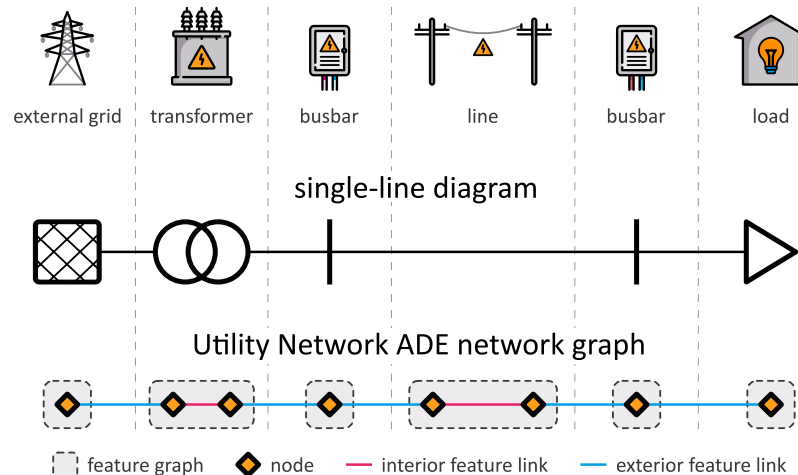 external grid transformer busbar line busbar load
single-line diagram
Utility Network ADE network graph
feature graph node interior feature link exterior feature link